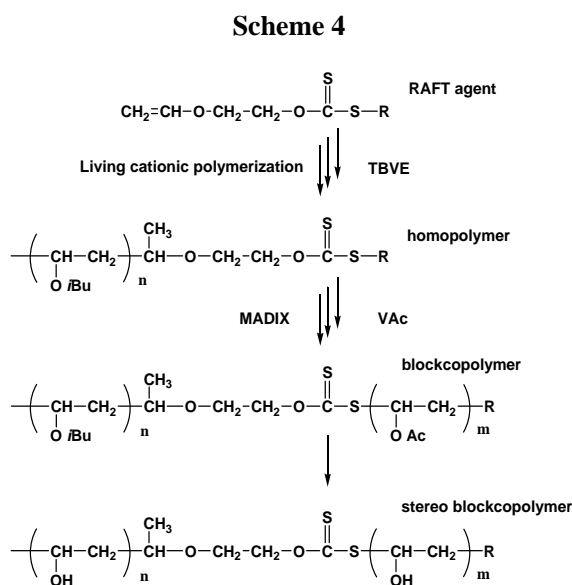 Scheme 4
S
CH2=CH-O-CH2-CH2-O-C-S-R
RAFT agent
Living cationic polymerization
TBVE
CH3
S
homopolymer
CH-CH2
CH-O-CH2-CH2-O-C-S-R
O iBu
n
MADIX
VAc
CH3
S
blockcopolymer
CH-CH2
CH-O-CH2-CH2-O-C-S
CH-CH2
R
O iBu
n
O Ac
m
CH3
S
stereo blockcopolymer
CH-CH2
CH-O-CH2-CH2-O-C-S
CH-CH2
R
OH
n
OH
m